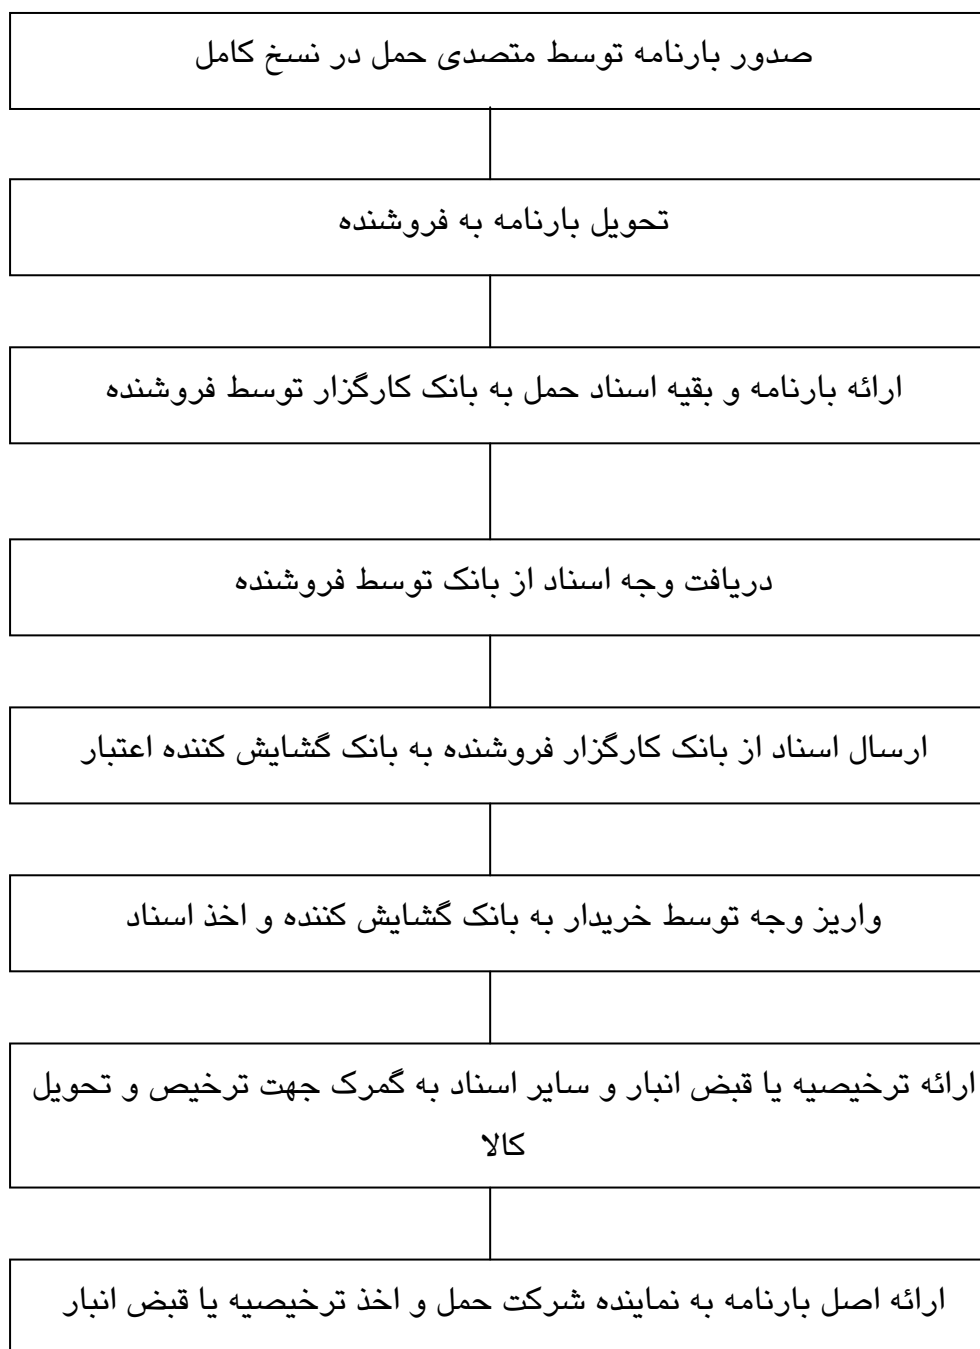 صدور بارنامه توسط متصدی حمل در نسخ کامل
تحویل بارنامه به فروشنده
ارائه بارنامه و بقیه اسناد حمل به بانک کارگزار توسط فروشنده
دریافت وجه اسناد از بانک توسط فروشنده
ارسال اسناد از بانک کارگزار فروشنده به بانک گشایش کننده اعتبار
واریز وجه توسط خریدار به بانک گشایش کننده و اخذ اسناد
ارائه ترخیصیه یا قبض انبار و سایر اسناد به گمرک جهت ترخیص و تحویل
کالا
ارائه اصل بارنامه به نماینده شرکت حمل و اخذ ترخیصیه یا قبض انبار